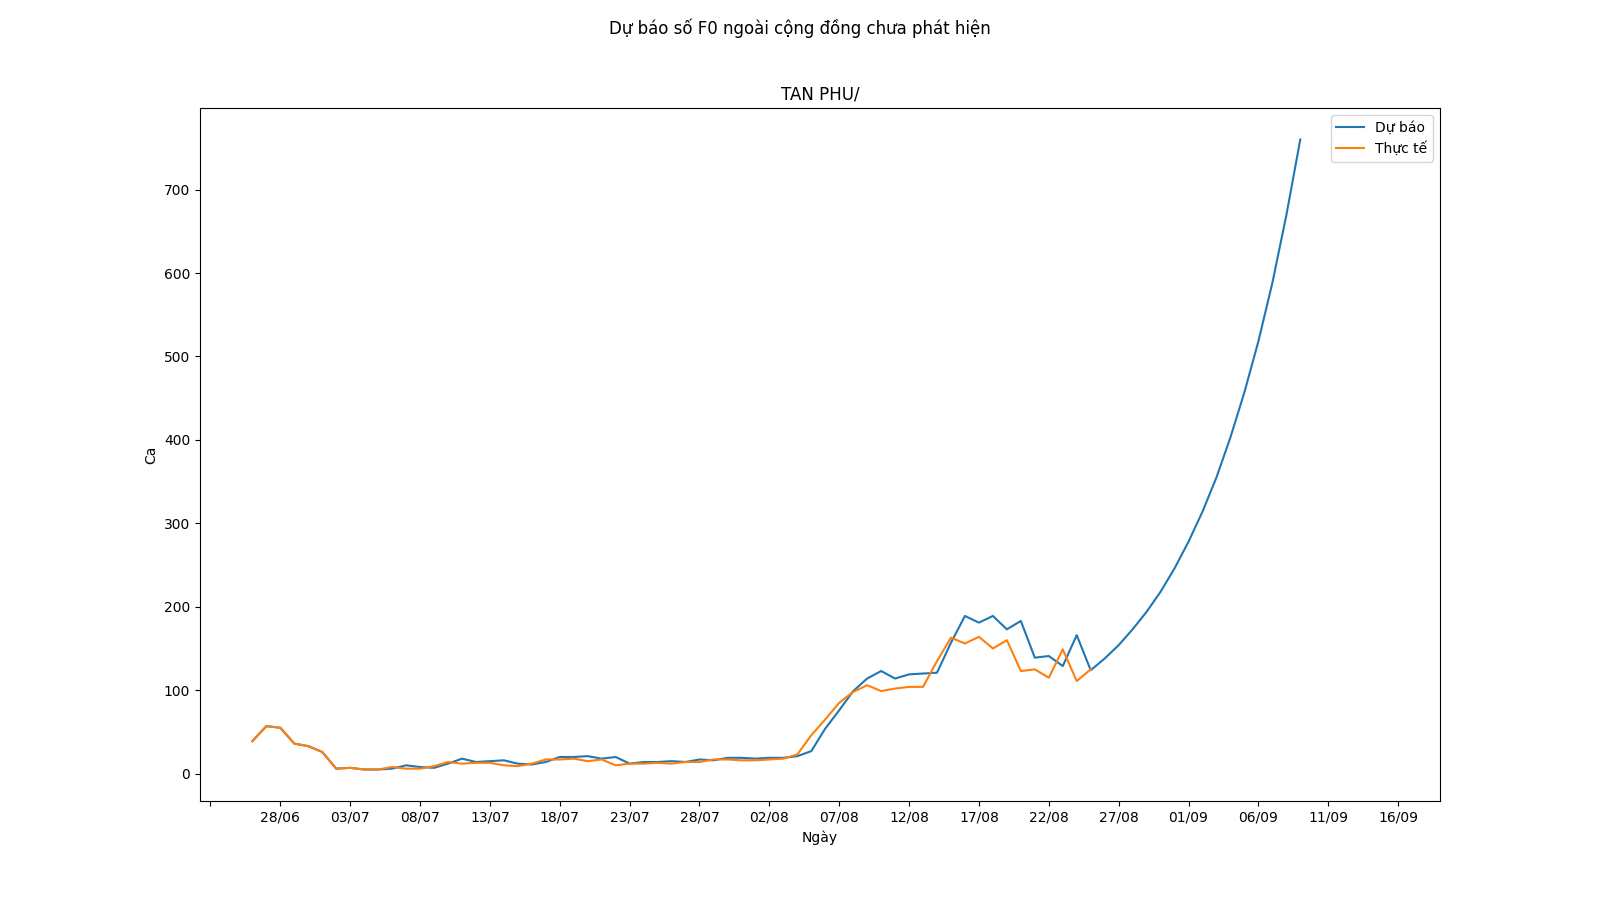 Dự báo số F0 ngoài cộng đồng chưa phát hiện
TAN PHU/
Dự báo
Thực tế
700
600
500
400
300
200
100
0
Ca
28/06 03/07 08/07 13/07 18/07 23/07 28/07 02/08 07/08 12/08 17/08 22/08 27/08 01/09 06/09 11/09 16/09
Ngày